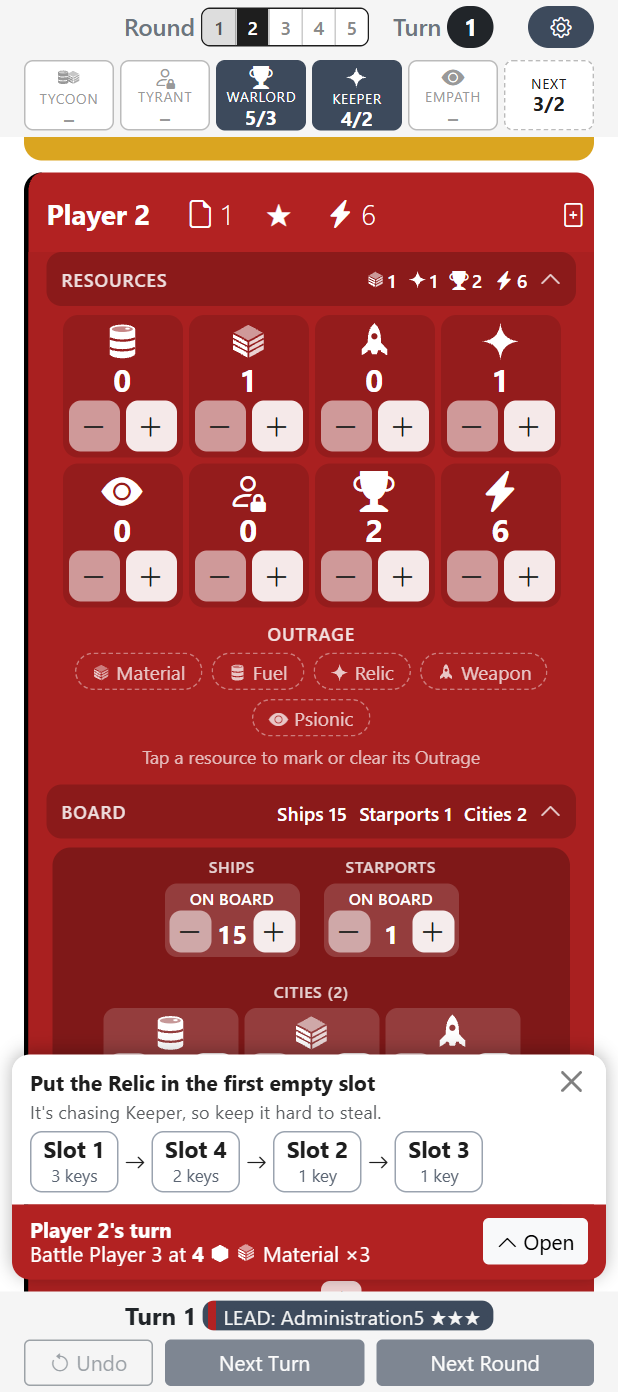 Round 1 2 3 4 5 Turn 1
TYCOON TYRANT WARLORD KEEPER EMPATH NEXT
– – 5/3 4/2 – 3/2
Player 2 1 6
RESOURCES 1 1 2 6
0 1 0 1
− + − + − + − +
0 0 2 6
− + − + − + − +
OUTRAGE
Material Fuel Relic Weapon
Psionic
Tap a resource to mark or clear its Outrage
BOARD Ships 15 Starports 1 Cities 2
SHIPS STARPORTS
ON BOARD ON BOARD
− 15 + − 1 +
CITIES (2)
Put the Relic in the first empty slot
It's chasing Keeper, so keep it hard to steal.
Slot 1 → Slot 4 → Slot 2 → Slot 3
3 keys 2 keys 1 key 1 key
Player 2's turn
Battle Player 3 at 4 Material ×3
Open
Turn 1 LEAD: Administration5 ★★★
Undo Next Turn Next Round